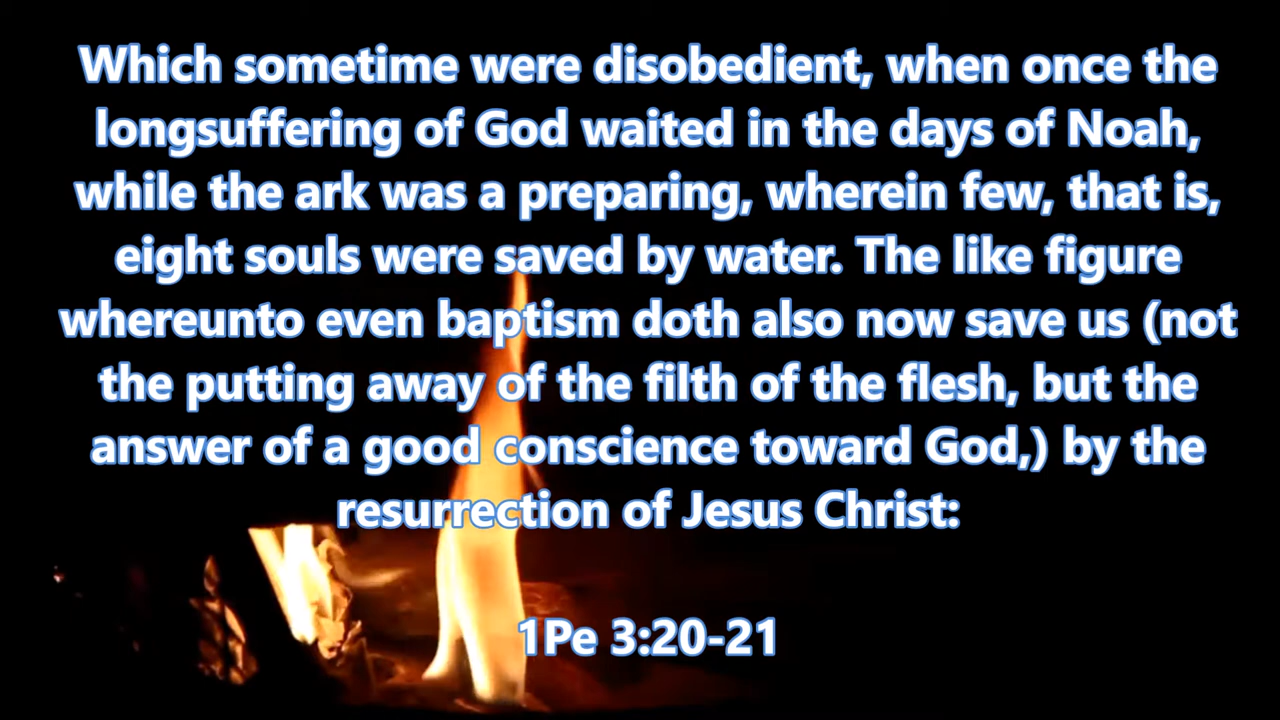 Which sometime were disobedient, when once the
longsuffering of God waited in the days of Noah,
while the ark was a preparing, wherein few, that is,
eight souls were saved by water. The like figure
whereunto even baptism doth also now save us (not
the putting away of the filth of the flesh, but the
answer of a good conscience toward God,) by the
resurrection of Jesus Christ:
1Pe 3:20-21